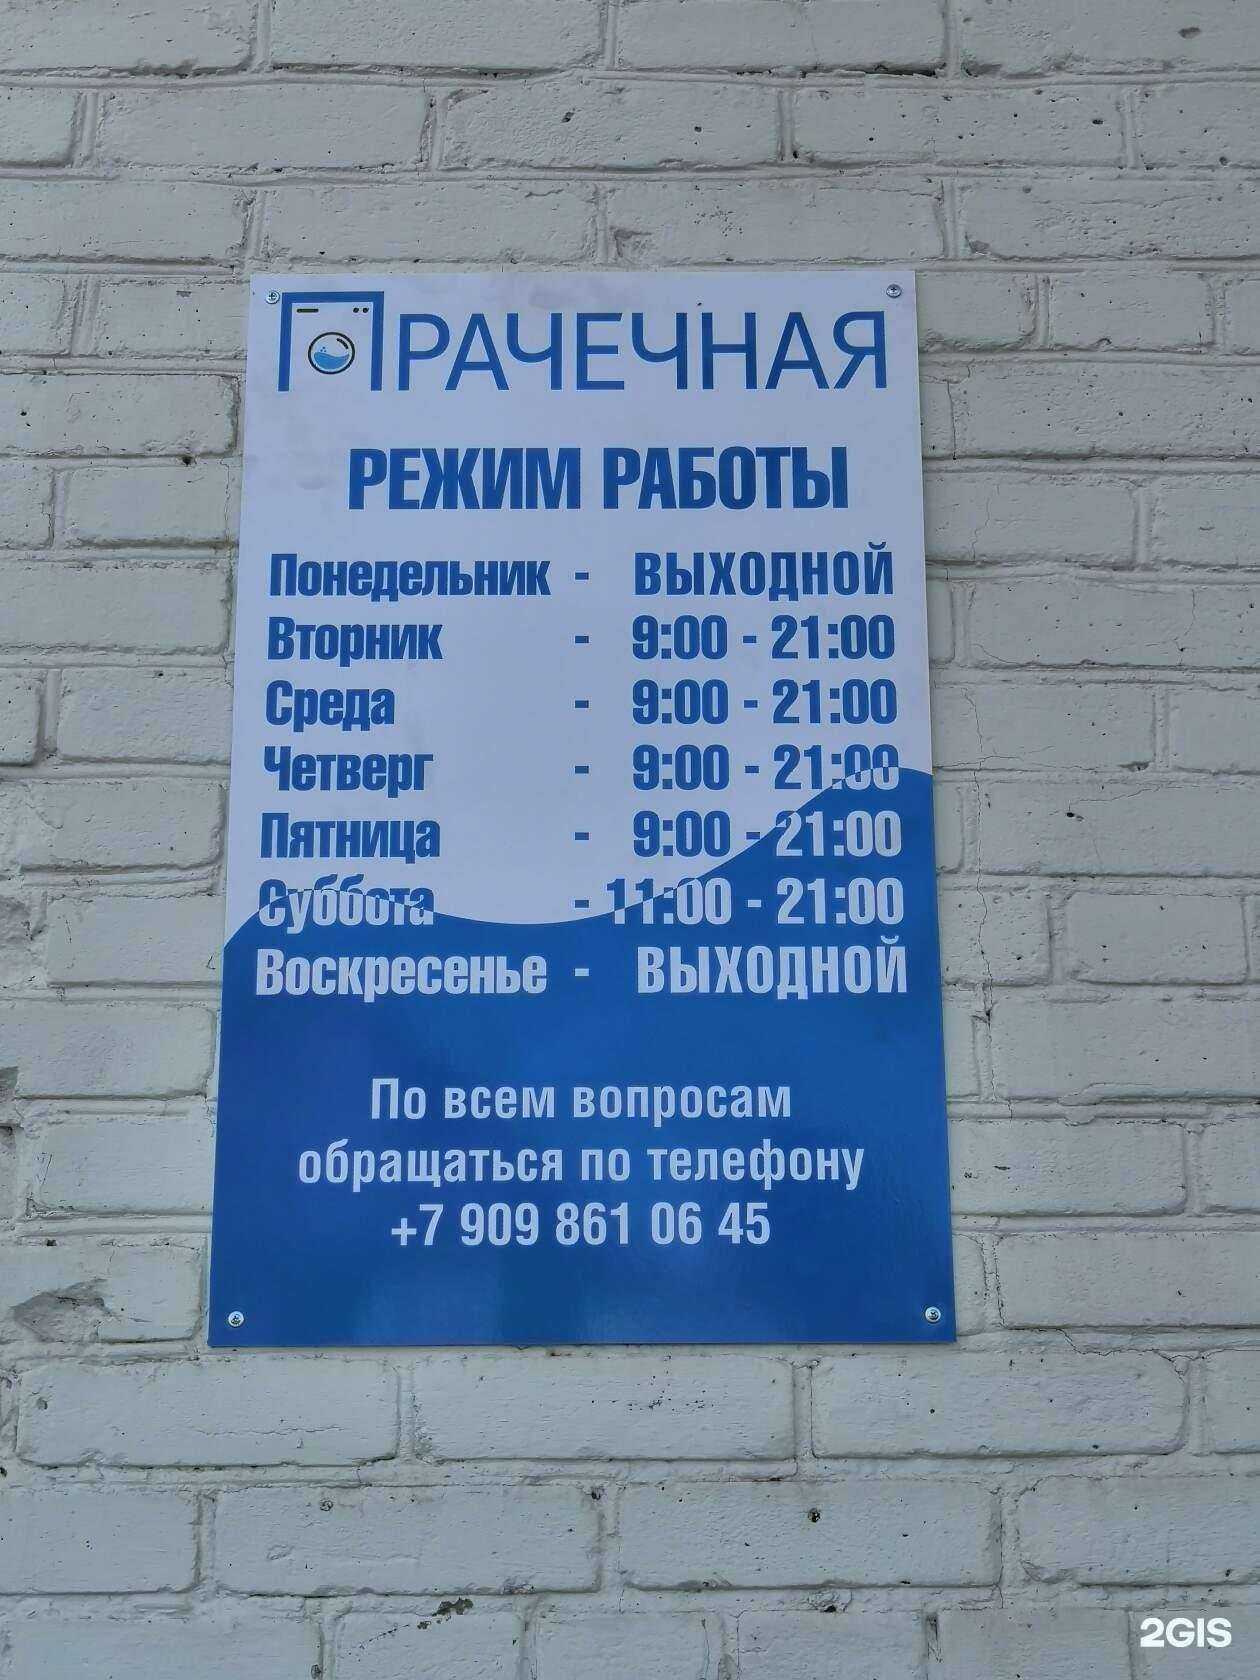 ПРАЧЕЧНАЯ
РЕЖИМ РАБОТЫ
Понедельник - ВЫХОДНОЙ
Вторник - 9:00 - 21:00
Среда - 9:00 - 21:00
Четверг - 9:00 - 21:00
Пятница - 9:00 - 21:00
Суббота - 11:00 - 21:00
Воскресенье - ВЫХОДНОЙ
По всем вопросам
обращаться по телефону
+7 909 861 06 45
2GIS